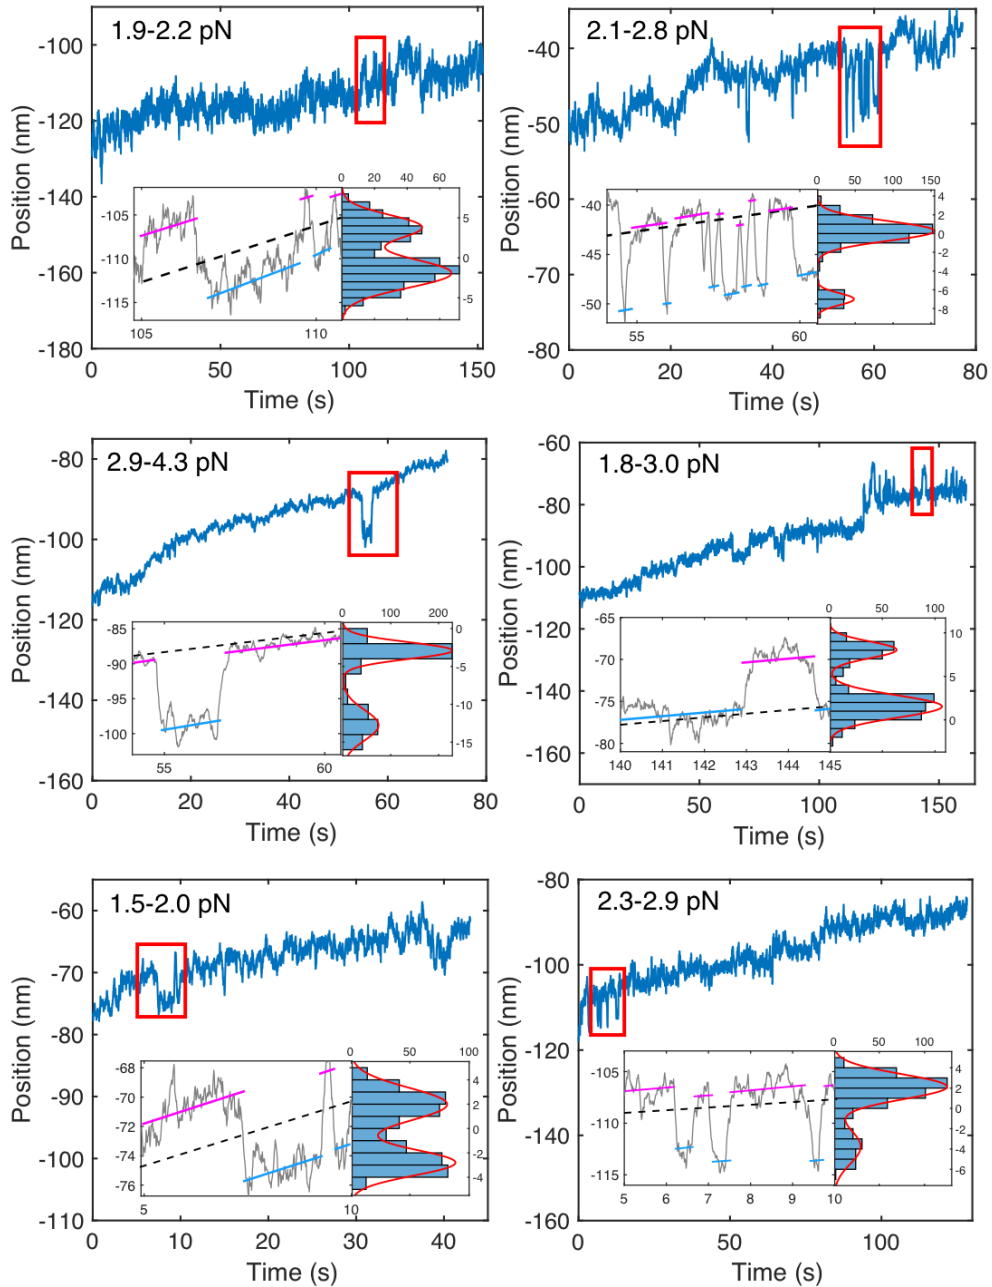 1.9-2.2 pN
-100
-120
-140
-160
-180
Position (nm)
0 20 40 60
-105
-110
-115
5
0
-5
105 110
0 50 100 150
Time (s)
2.1-2.8 pN
-40
-50
-60
-70
-80
Position (nm)
0 50 100 150
-40
-45
-50
4
2
0
-2
-4
-6
-8
55 60
0 20 40 60 80
Time (s)
2.9-4.3 pN
-80
-100
-120
-140
-160
Position (nm)
0 100 200
-85
-90
-95
-100
0
-5
-10
-15
55 60
0 20 40 60 80
Time (s)
1.8-3.0 pN
-60
-80
-100
-120
-140
-160
Position (nm)
0 50 100
-65
-70
-75
-80
10
5
0
140 141 142 143 144 145
0 50 100 150
Time (s)
1.5-2.0 pN
-60
-70
-80
-90
-100
-110
Position (nm)
0 50 100
-68
-70
-72
-74
-76
4
2
0
-2
-4
5 10
0 10 20 30 40
Time (s)
2.3-2.9 pN
-80
-100
-120
-140
-160
Position (nm)
0 50 100
-105
-110
-115
4
2
0
-2
-4
-6
5 6 7 8 9 10
0 50 100
Time (s)